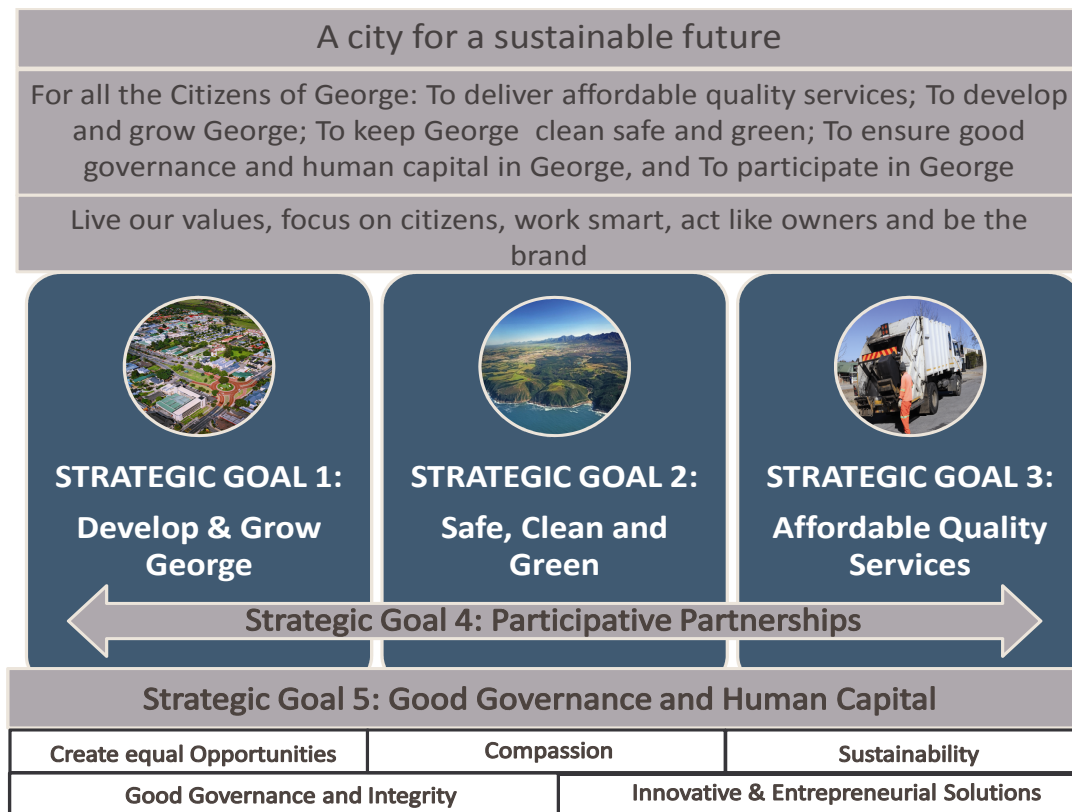 A city for a sustainable future
For all the Citizens of George: To deliver affordable quality services; To develop
and grow George; To keep George  clean safe and green; To ensure good
governance and human capital in George, and To participate in George
Live our values, focus on citizens, work smart, act like owners and be the
brand
STRATEGIC GOAL 1:
Develop & Grow
George
STRATEGIC GOAL 2:
Safe, Clean and
Green
STRATEGIC GOAL 3:
Affordable Quality
Services
Strategic Goal 4: Participative Partnerships
Strategic Goal 5: Good Governance and Human Capital
Create equal Opportunities
Compassion
Sustainability
Good Governance and Integrity
Innovative & Entrepreneurial Solutions